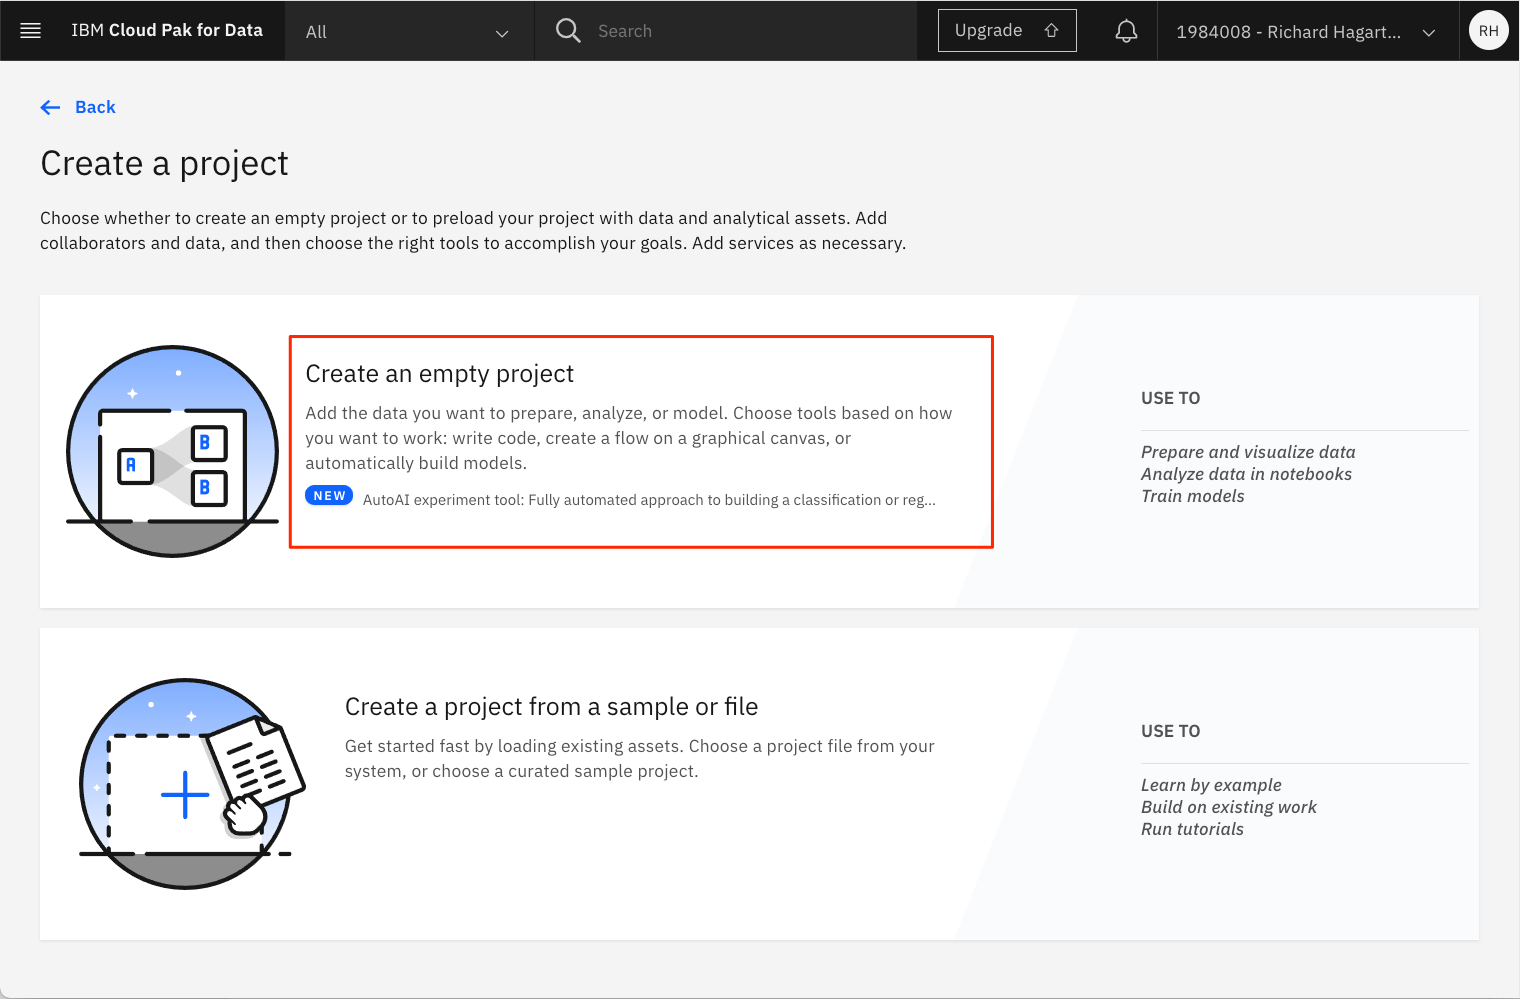 IBM Cloud Pak for Data
All
Search
Upgrade
1984008 - Richard Hagart...
RH
Back
Create a project
Choose whether to create an empty project or to preload your project with data and analytical assets. Add
collaborators and data, and then choose the right tools to accomplish your goals. Add services as necessary.
A
B
B
Create an empty project
Add the data you want to prepare, analyze, or model. Choose tools based on how
you want to work: write code, create a flow on a graphical canvas, or
automatically build models.
NEW AutoAI experiment tool: Fully automated approach to building a classification or reg...
USE TO
Prepare and visualize data
Analyze data in notebooks
Train models
Create a project from a sample or file
Get started fast by loading existing assets. Choose a project file from your
system, or choose a curated sample project.
USE TO
Learn by example
Build on existing work
Run tutorials